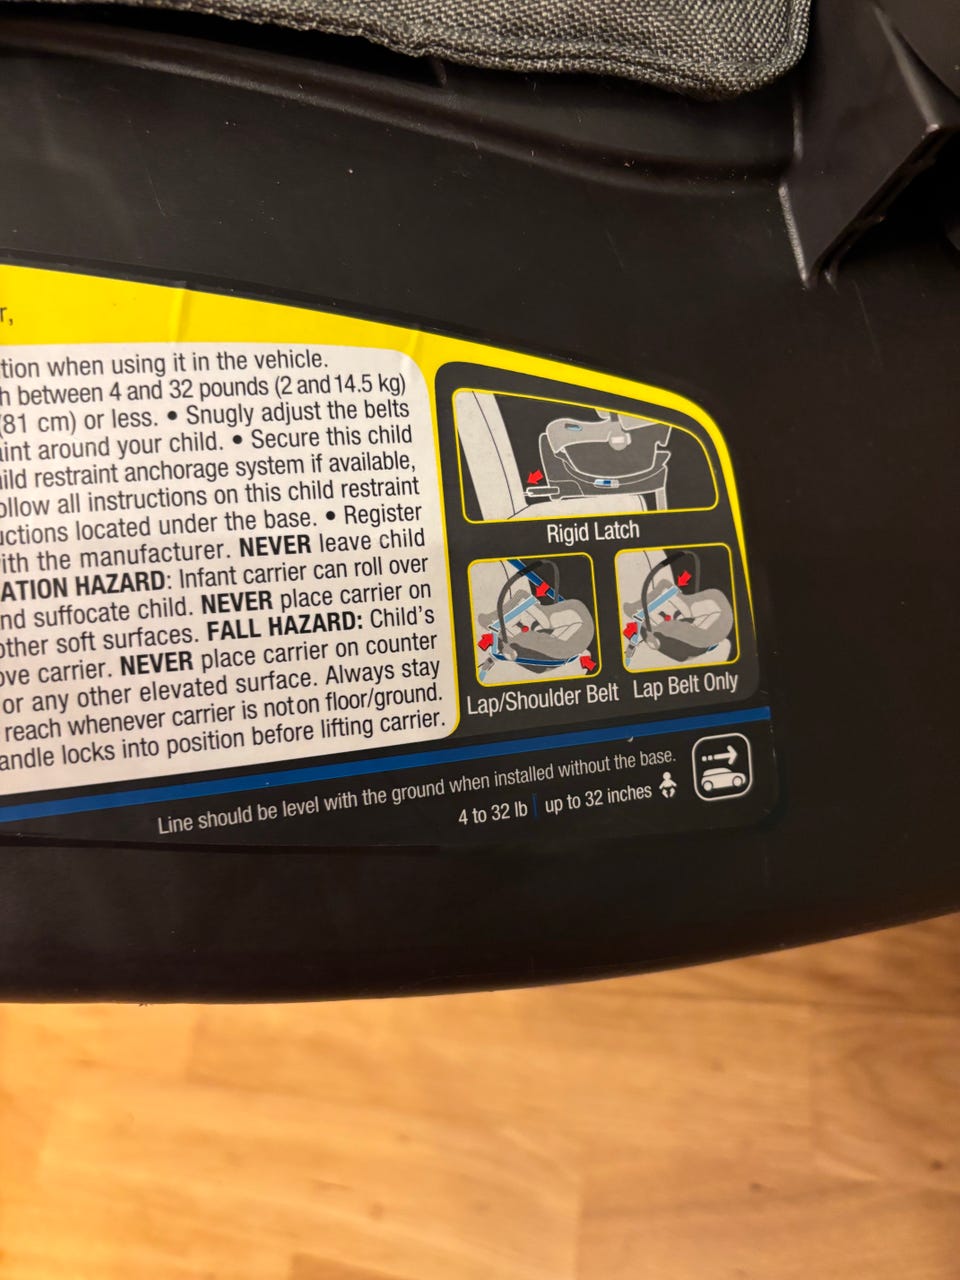 r,
tion when using it in the vehicle.
h between 4 and 32 pounds (2 and 14.5 kg)
(81 cm) or less. • Snugly adjust the belts
aint around your child. • Secure this child
ild restraint anchorage system if available,
ollow all instructions on this child restraint
uctions located under the base. • Register
ith the manufacturer. NEVER leave child
ATION HAZARD: Infant carrier can roll over
nd suffocate child. NEVER place carrier on
other soft surfaces. FALL HAZARD: Child's
ove carrier. NEVER place carrier on counter
or any other elevated surface. Always stay
reach whenever carrier is not on floor/ground.
andle locks into position before lifting carrier.
Rigid Latch
Lap/Shoulder Belt
Lap Belt Only
Line should be level with the ground when installed without the base.
4 to 32 lb | up to 32 inches